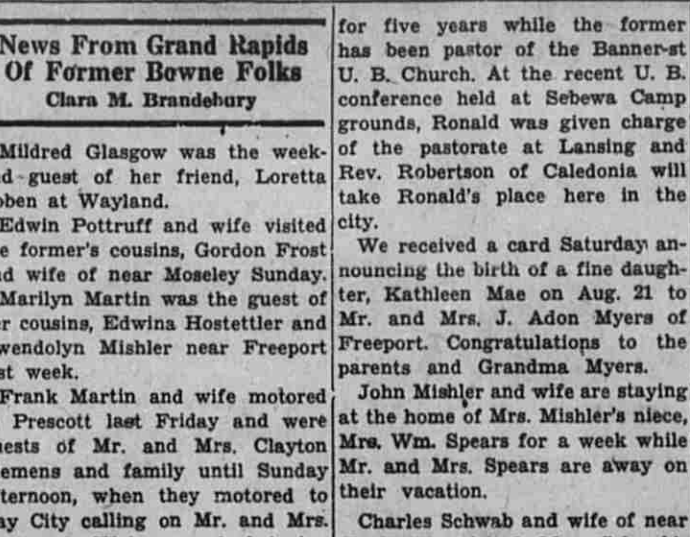 News From Grand Rapids
Of Former Bowne Folks
Clara M. Brandebury
Mildred Glasgow was the week-
guest of her friend, Loretta
at Wayland.
Edwin Pottruff and wife visited
former's cousins, Gordon Frost
wife of near Moseley Sunday.
Marilyn Martin was the guest of
cousins, Edwina Hostettler and
Mishler near Freeport
week.
Frank Martin and wife motored
Prescott last Friday and were
of Mr. and Mrs. Clayton
and family until Sunday
when they motored to
City calling on Mr. and Mrs.
for five years while the former
has been pastor of the Banner-st
U. B. Church. At the recent U. B.
conference held at Sebewa Camp
grounds, Ronald was given charge
of the pastorate at Lansing and
Rev. Robertson of Caledonia will
take Ronald's place here in the
city.
We received a card Saturday an-
nouncing the birth of a fine daugh-
ter, Kathleen Mae on Aug. 21 to
Mr. and Mrs. J. Adon Myers of
Freeport. Congratulations to the
parents and Grandma Myers.
John Mishler and wife are staying
at the home of Mrs. Mishler's niece,
Mrs. Wm. Spears for a week while
Mr. and Mrs. Spears are away on
their vacation.
Charles Schwab and wife of near